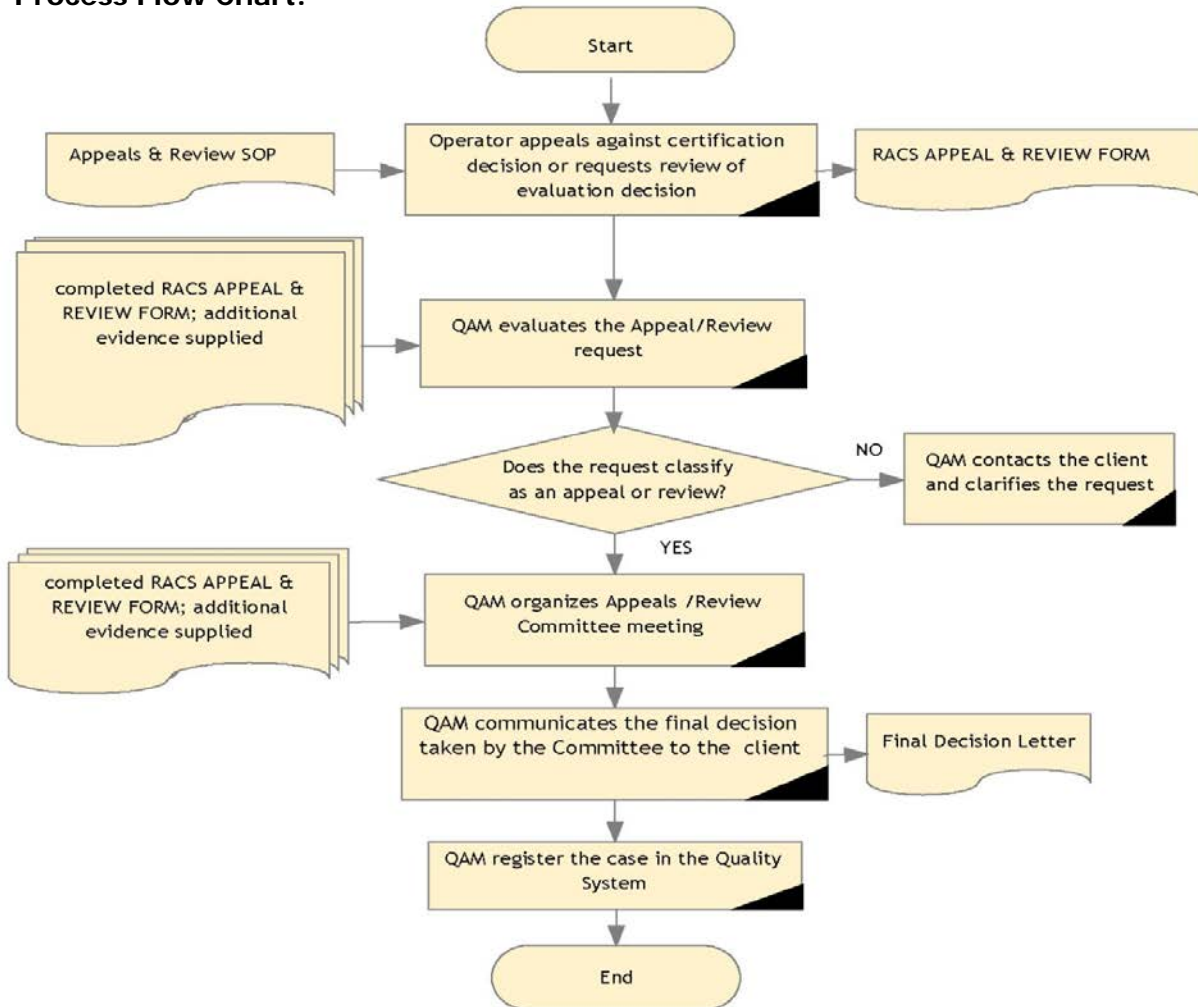 Process Flow Chart:
Start
Appeals & Review SOP
Operator appeals against certification
decision or requests review of
evaluation decision
RACS APPEAL & REVIEW FORM
completed RACS APPEAL &
REVIEW FORM; additional
evidence supplied
QAM evaluates the Appeal/Review
request
Does the request classify
as an appeal or review?
NO
QAM contacts the client
and clarifies the request
YES
completed RACS APPEAL &
REVIEW FORM; additional
evidence supplied
QAM organizes Appeals /Review
Committee meeting
QAM communicates the final decision
taken by the Committee to the client
Final Decision Letter
QAM register the case in the Quality
System
End